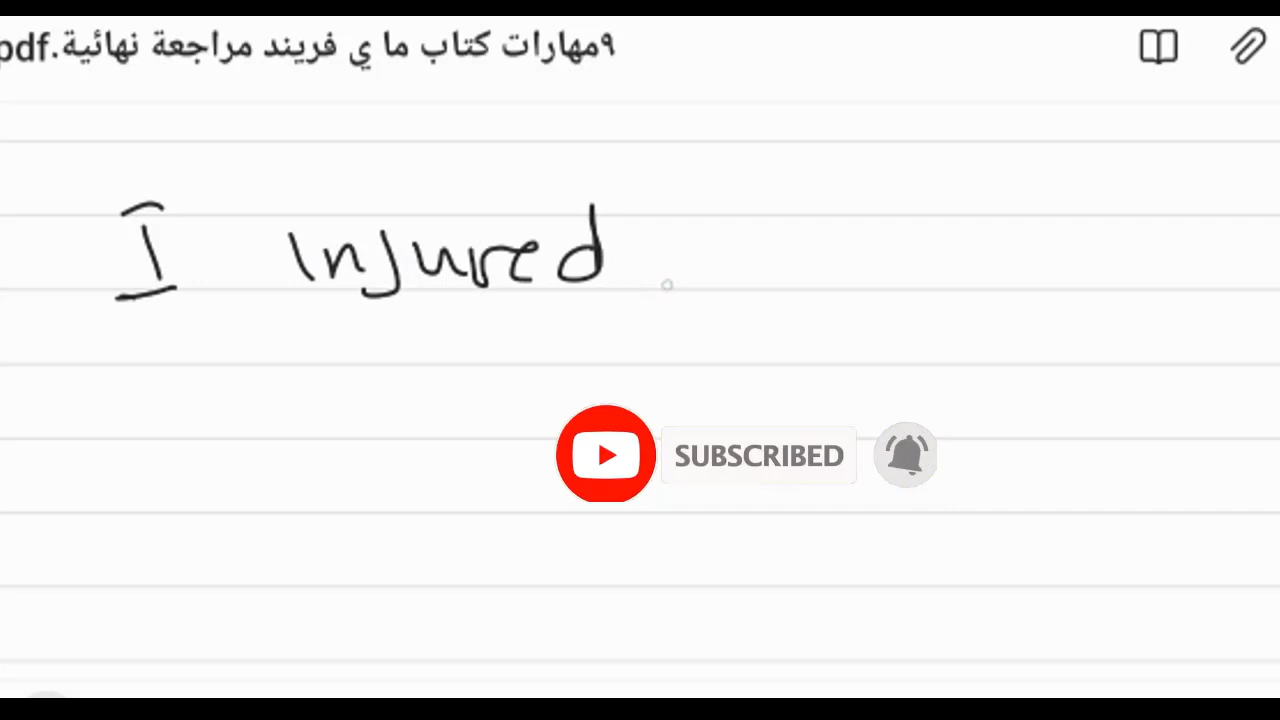 ٩مهارات كتاب ما ي فريند مراجعة نهائية.pdf
I injured
SUBSCRIBED